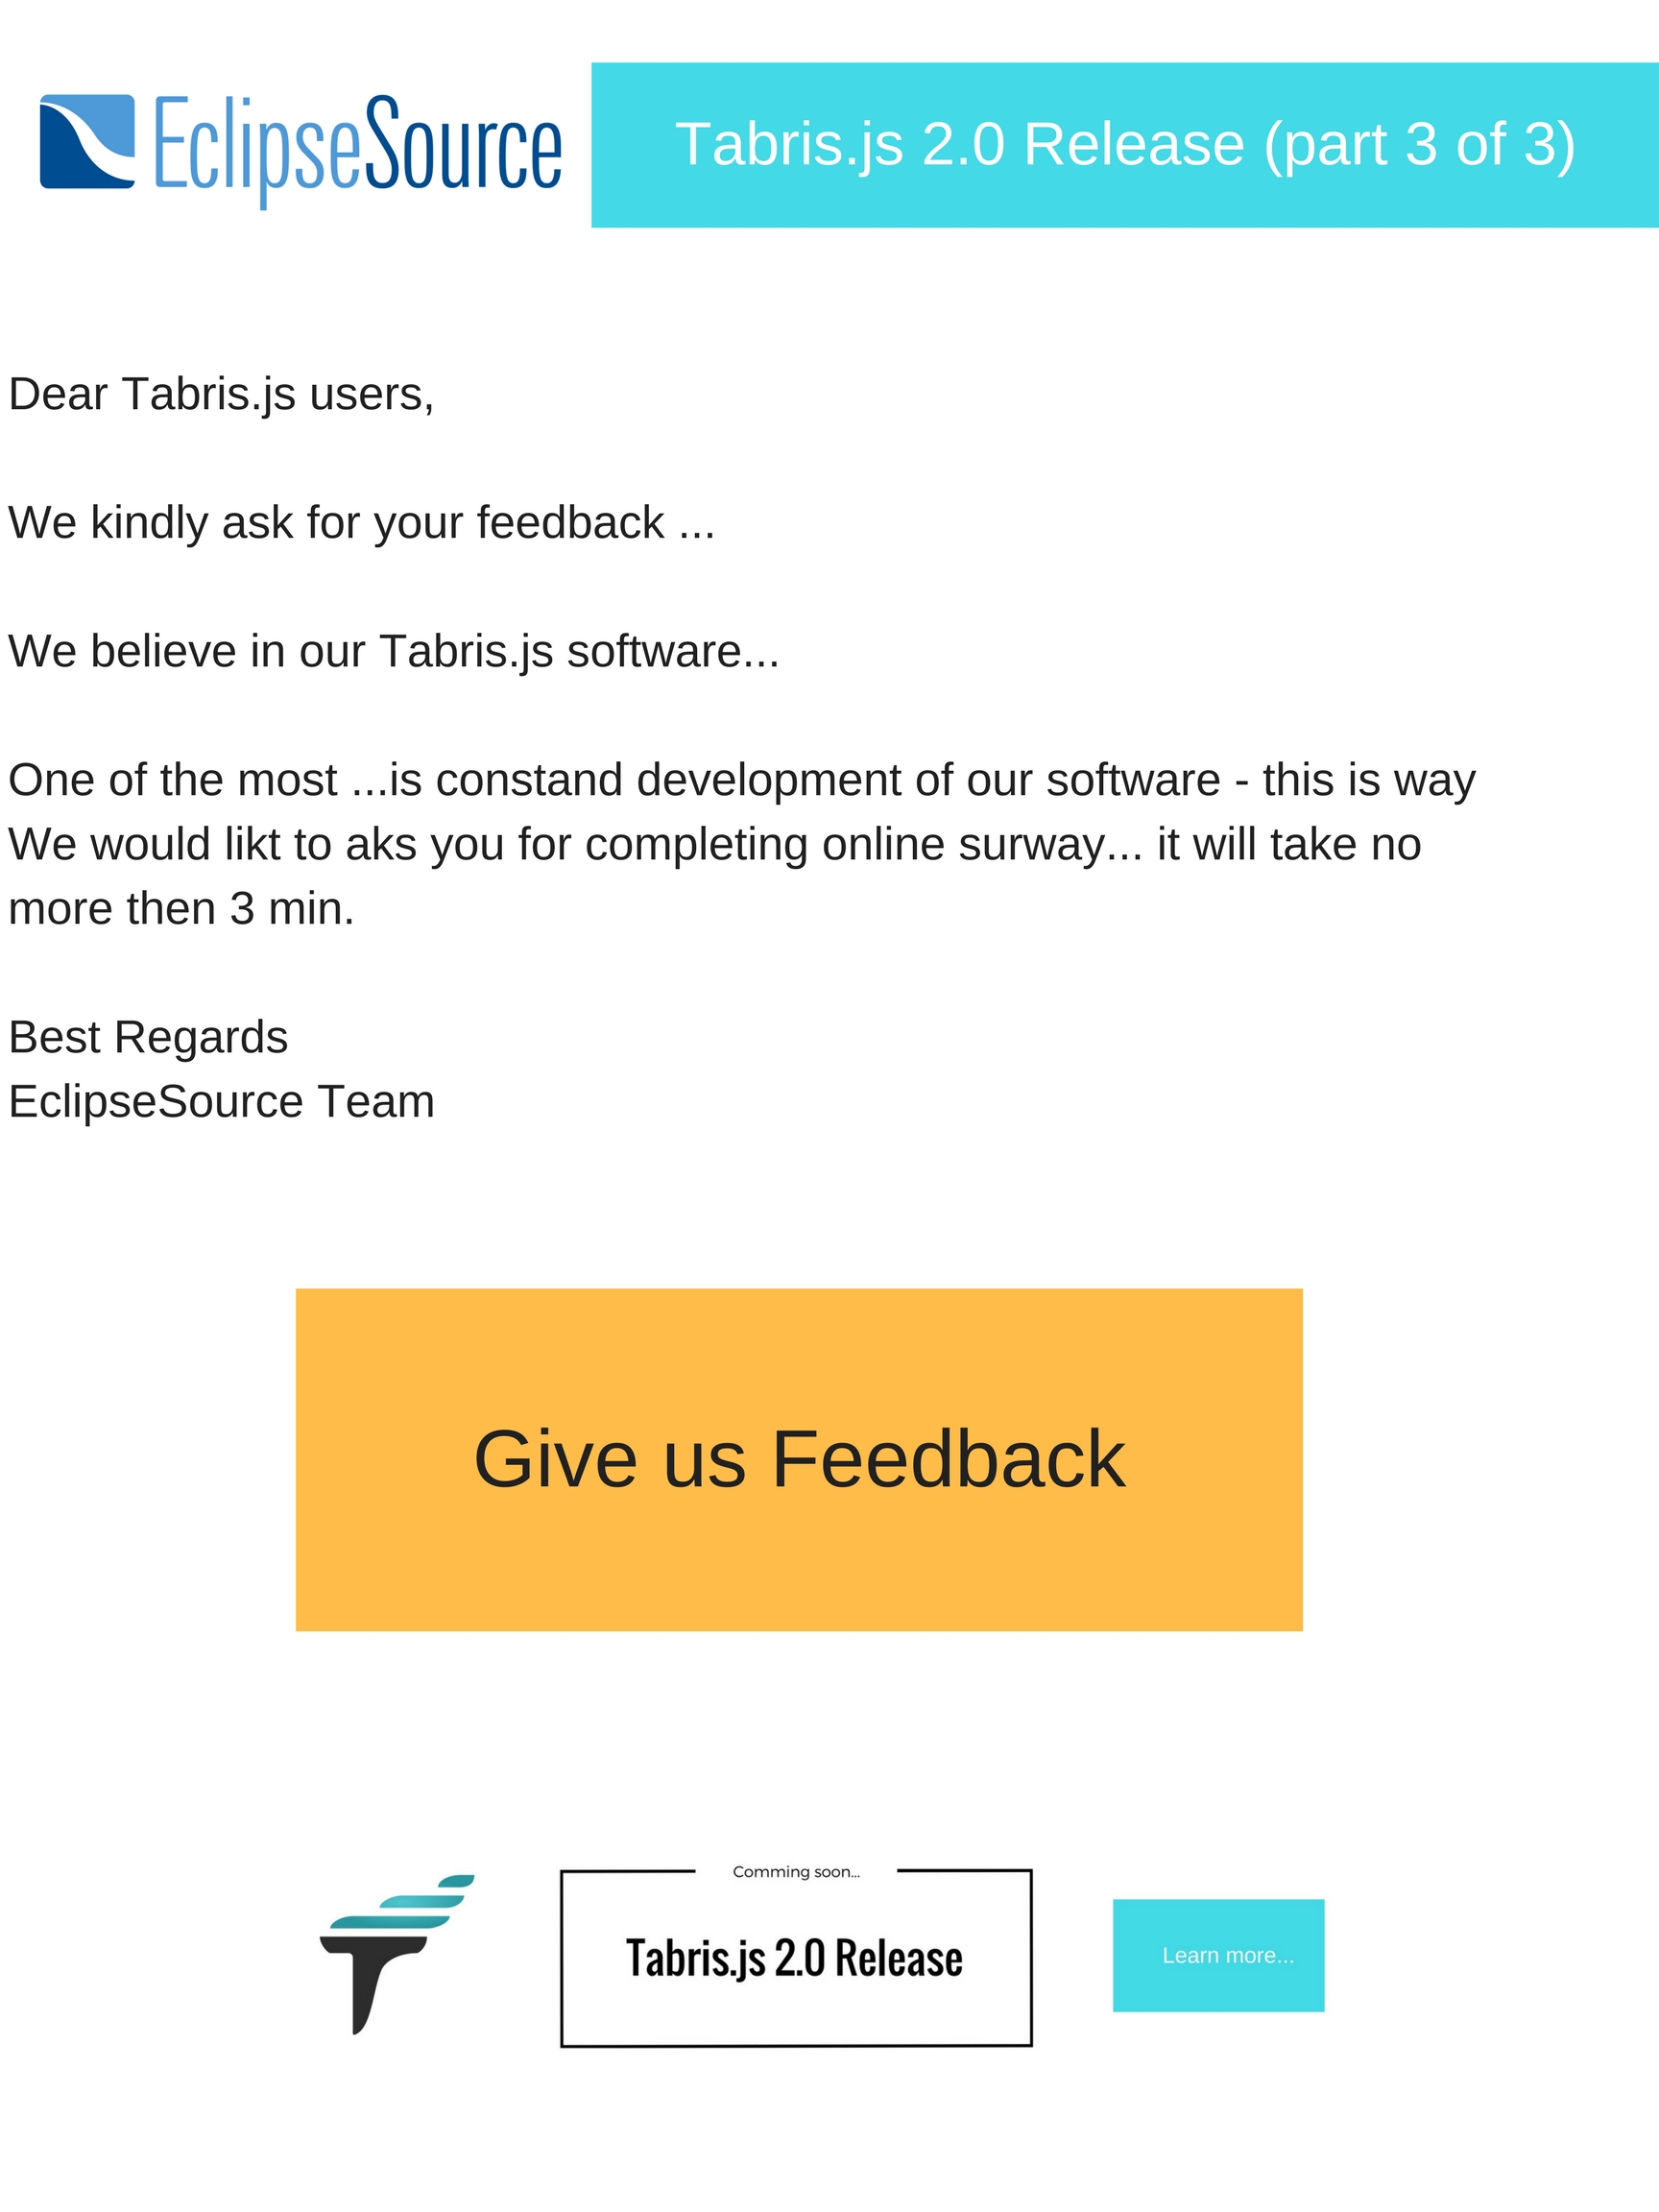 EclipseSource
Tabris.js 2.0 Release (part 3 of 3)
Dear Tabris.js users,
We kindly ask for your feedback ...
We believe in our Tabris.js software...
One of the most ...is constand development of our software - this is way
We would likt to aks you for completing online surway... it will take no
more then 3 min.
Best Regards
EclipseSource Team
Give us Feedback
Comming soon...
Tabris.js 2.0 Release
Learn more...